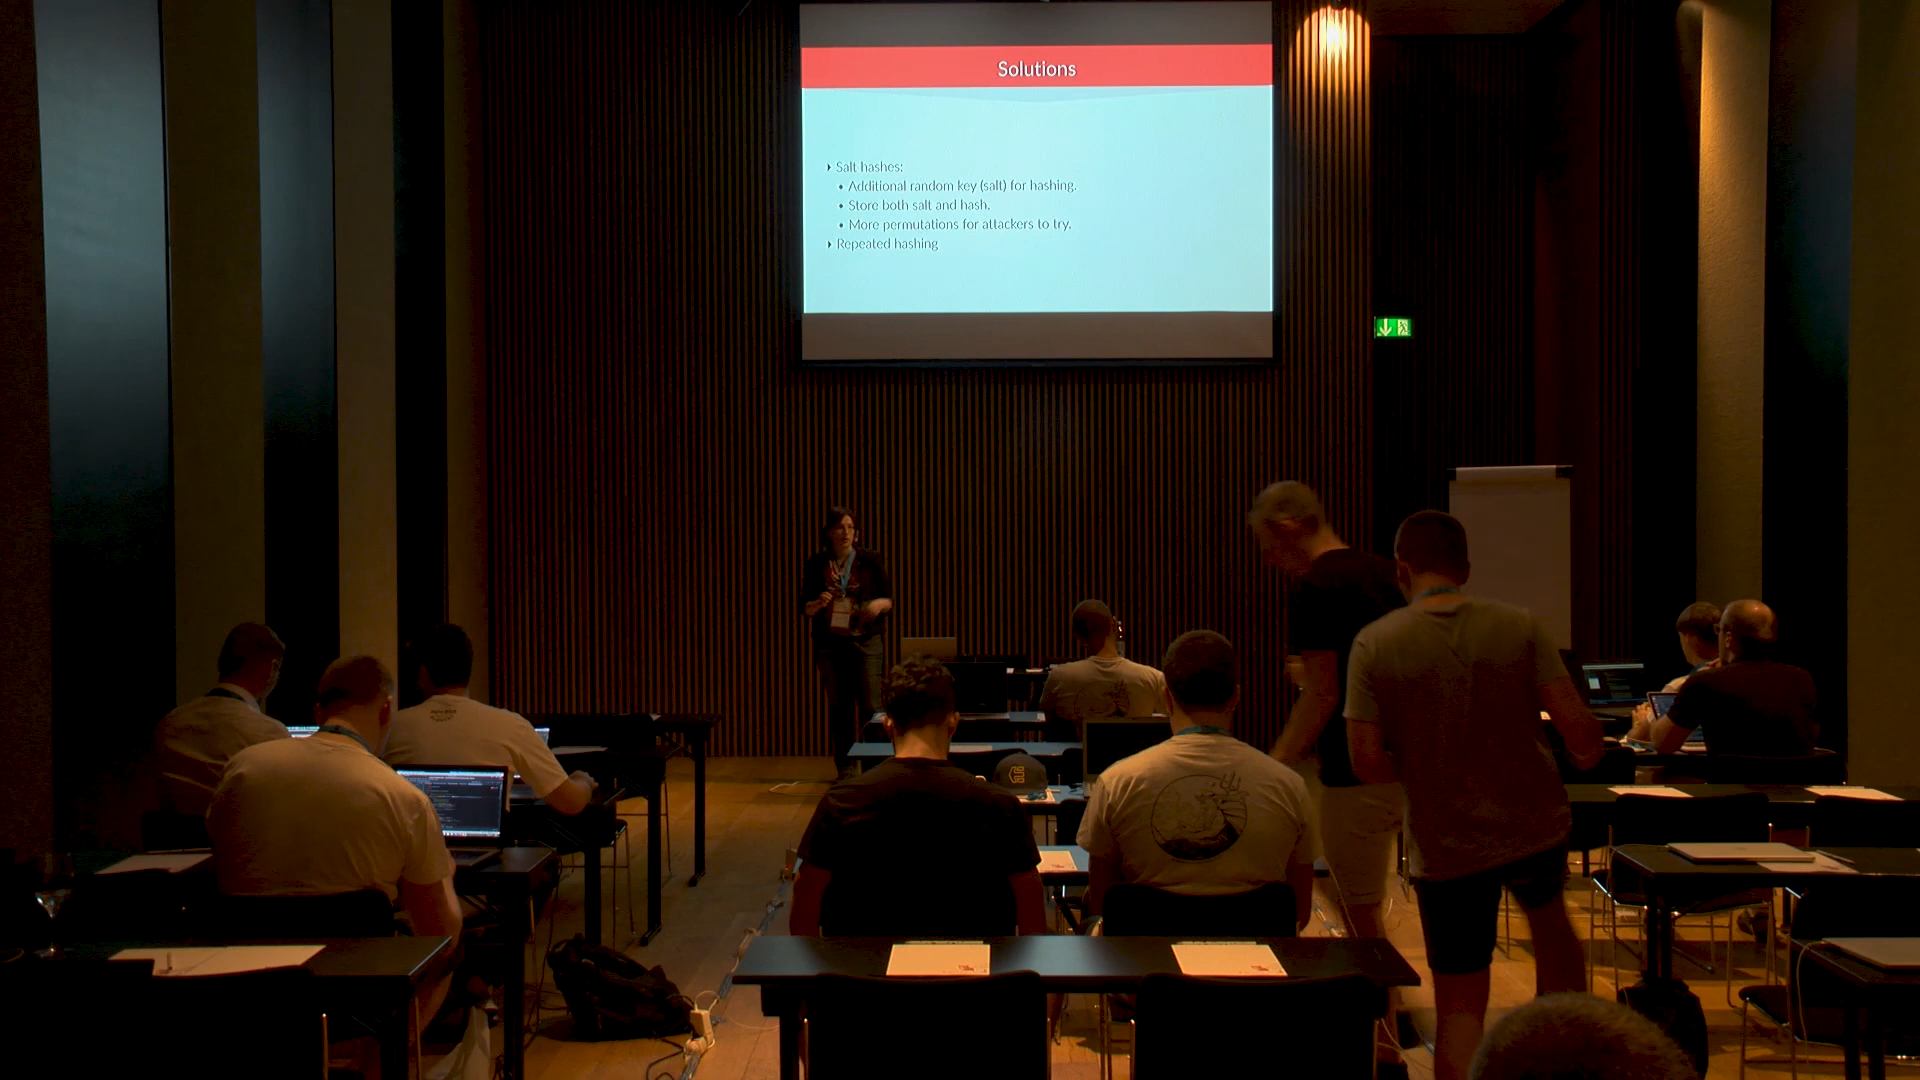 Solutions
Salt hashes:
Additional random key (salt) for hashing.
Store both salt and hash.
More permutations for attackers to try.
Repeated hashing